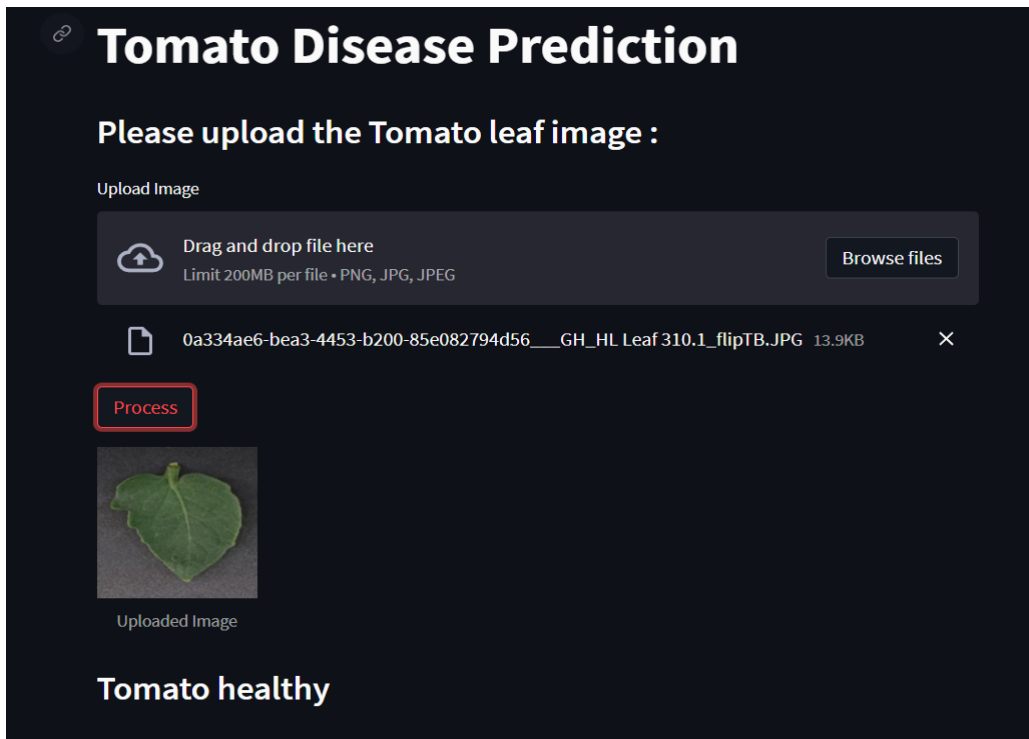 Tomato Disease Prediction
Please upload the Tomato leaf image :
Upload Image
Drag and drop file here
Limit 200MB per file • PNG, JPG, JPEG
Browse files
0a334ae6-bea3-4453-b200-85e082794d56___GH_HL Leaf 310.1_flipTB.JPG 13.9KB
Process
Uploaded Image
Tomato healthy